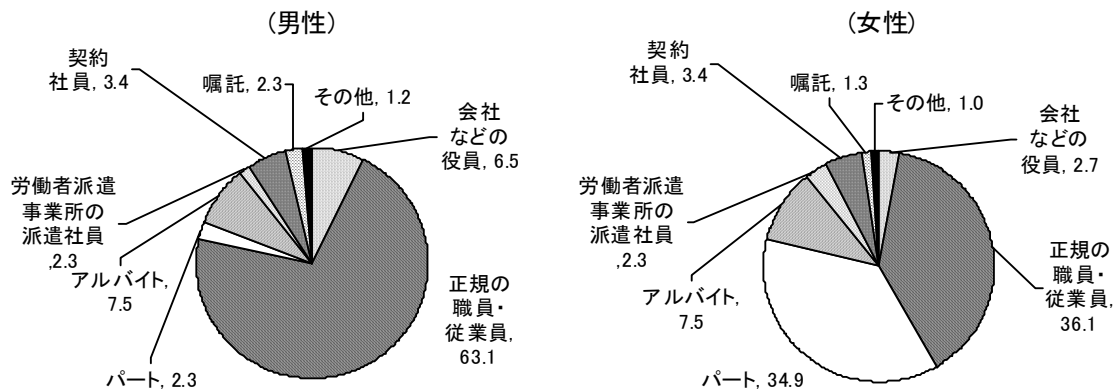 (男性)
契約
社員, 3.4
嘱託, 2.3
その他, 1.2
会社
などの
役員, 6.5
労働者派遣
事業所の
派遣社員
,2.3
アルバイト,
7.5
パート, 2.3
正規の
職員・
従業員,
63.1
(女性)
契約
社員, 3.4
嘱託, 1.3
その他, 1.0
会社
などの
役員, 2.7
労働者派遣
事業所の
派遣社員,
2.3
アルバイト,
7.5
パート, 34.9
正規の
職員・
従業員,
36.1